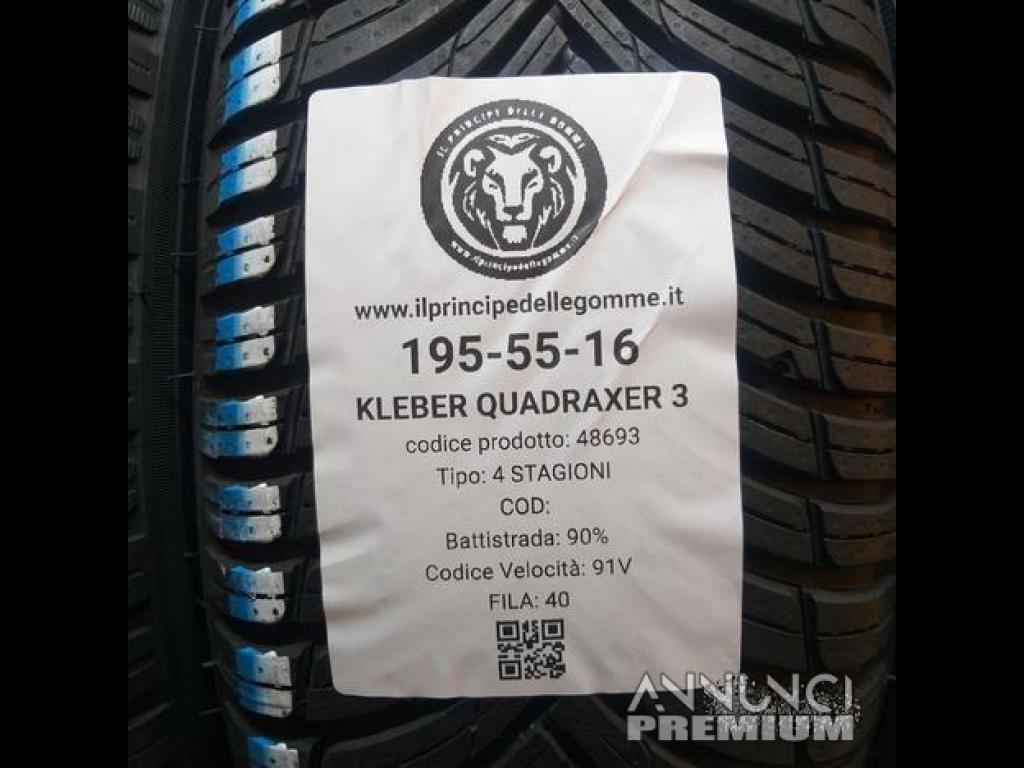 IL PRINCIPE DELLE GOMME
www.ilprincipedellegomme.it
www.ilprincipedellegomme.it
195-55-16
KLEBER QUADRAXER 3
codice prodotto: 48693
Tipo: 4 STAGIONI
COD:
Battistrada: 90%
Codice Velocità: 91V
FILA: 40
ANNUNCI
PREMIUM